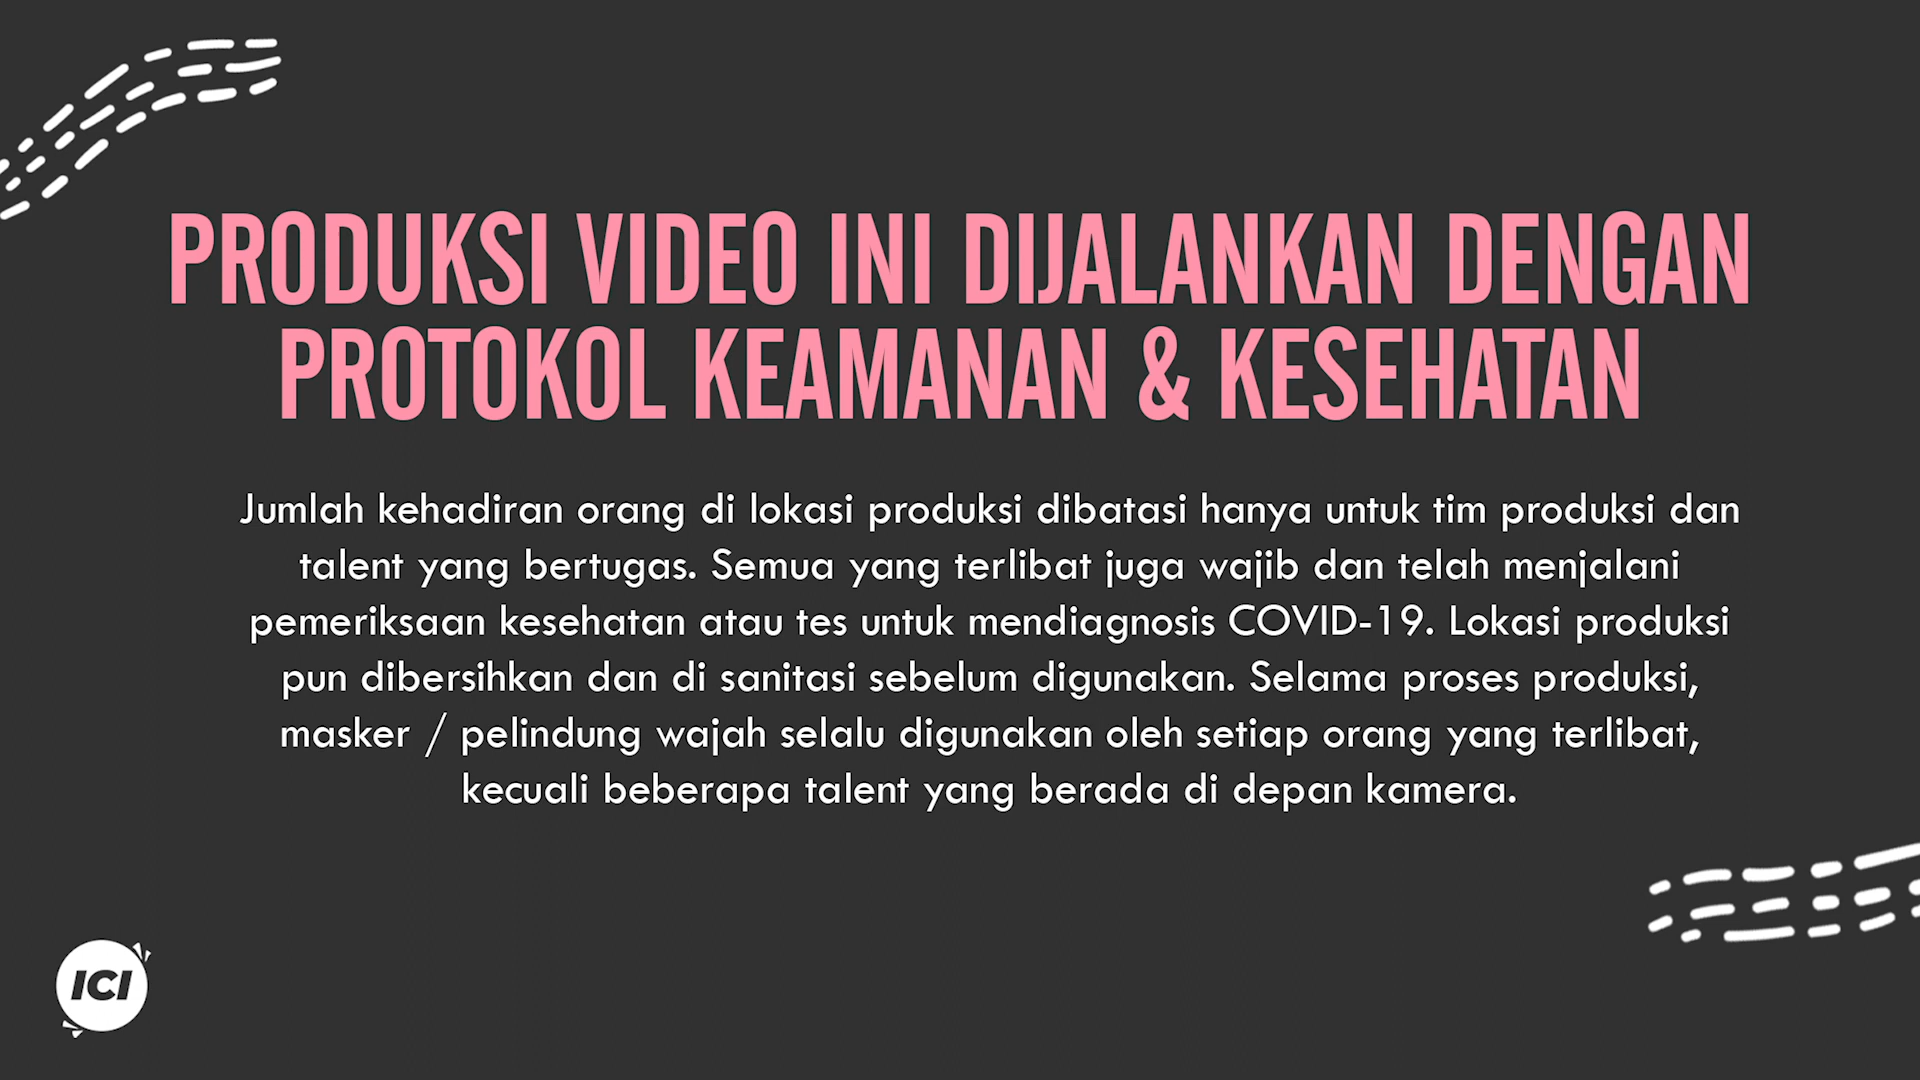 PRODUKSI VIDEO INI DIJALANKAN DENGAN
PROTOKOL KEAMANAN & KESEHATAN
Jumlah kehadiran orang di lokasi produksi dibatasi hanya untuk tim produksi dan
talent yang bertugas. Semua yang terlibat juga wajib dan telah menjalani
pemeriksaan kesehatan atau tes untuk mendiagnosis COVID-19. Lokasi produksi
pun dibersihkan dan di sanitasi sebelum digunakan. Selama proses produksi,
masker / pelindung wajah selalu digunakan oleh setiap orang yang terlibat,
kecuali beberapa talent yang berada di depan kamera.
ICI